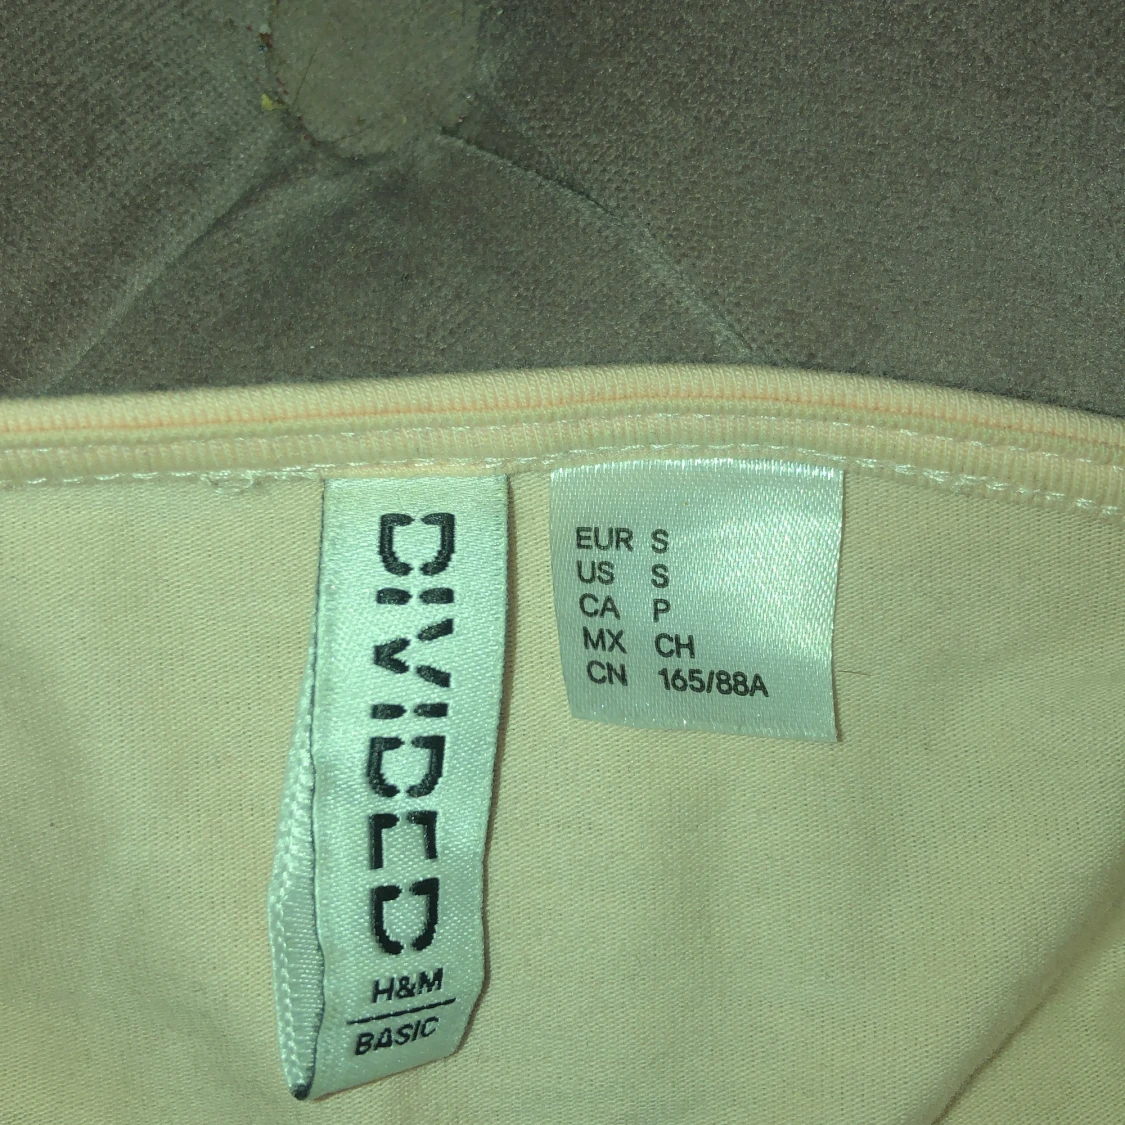 DIVIDED
H&M
BASIC
EUR S
US S
CA P
MX CH
CN 165/88A